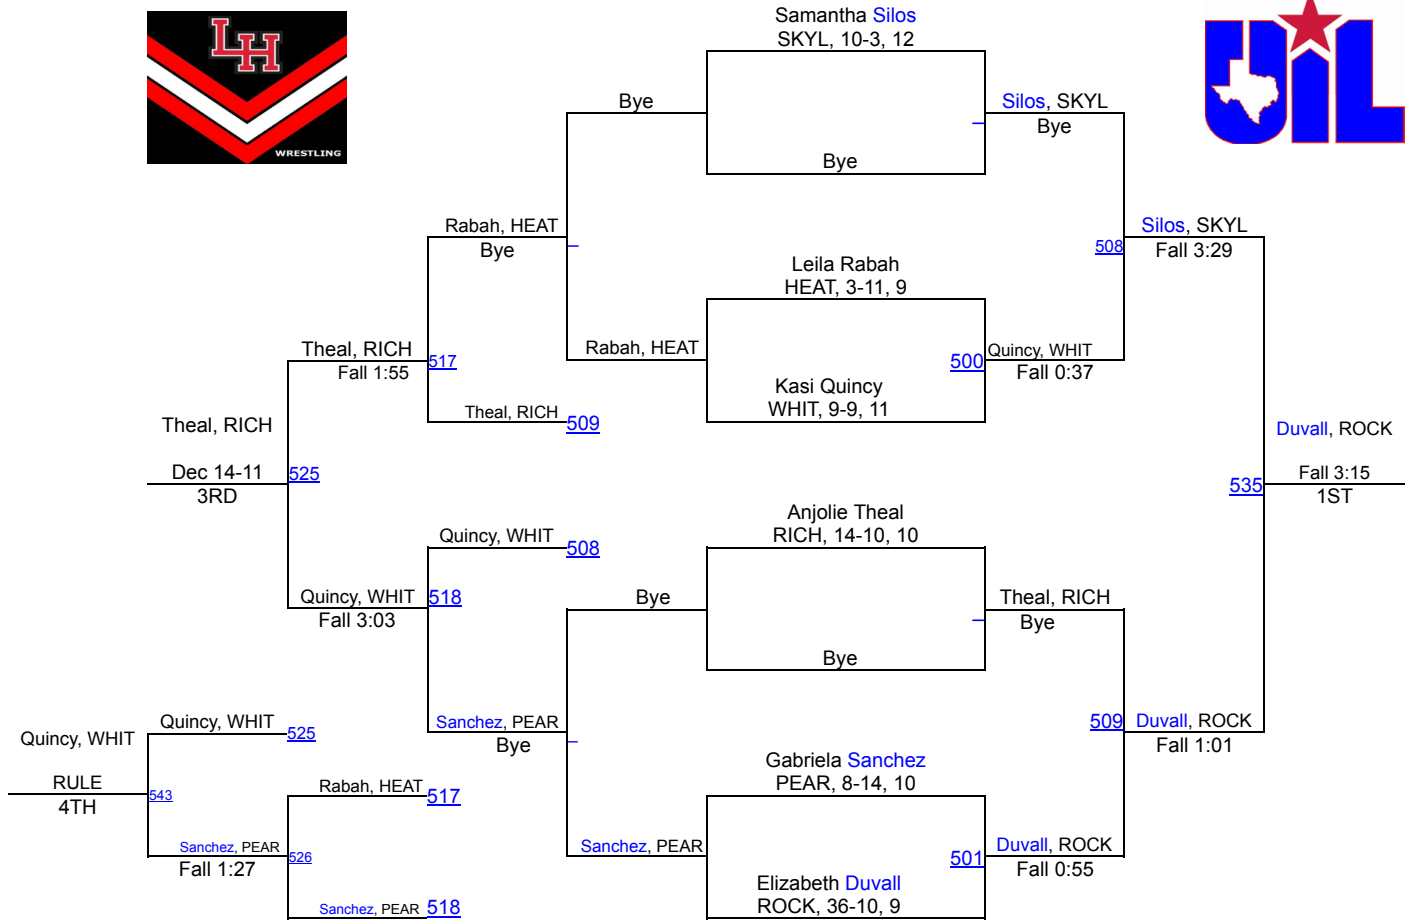 LH
WRESTLING
UIL
Samantha Silos
SKYL, 10-3, 12
Bye
Silos, SKYL
Bye
Bye
Rabah, HEAT
Bye
Silos, SKYL
508
Fall 3:29
Leila Rabah
HEAT, 3-11, 9
Theal, RICH
517
Fall 1:55
Rabah, HEAT
500
Quincy, WHIT
Fall 0:37
Kasi Quincy
WHIT, 9-9, 11
Theal, RICH
509
Theal, RICH
Dec 14-11
525
3RD
Duvall, ROCK
Fall 3:15
535
1ST
Anjolie Theal
RICH, 14-10, 10
Quincy, WHIT
508
Quincy, WHIT
518
Fall 3:03
Bye
Theal, RICH
Bye
Bye
Sanchez, PEAR
Bye
509
Duvall, ROCK
Fall 1:01
Quincy, WHIT
525
Quincy, WHIT
RULE
543
4TH
Gabriela Sanchez
PEAR, 8-14, 10
Rabah, HEAT
517
Sanchez, PEAR
526
Fall 1:27
Sanchez, PEAR
501
Duvall, ROCK
Fall 0:55
Elizabeth Duvall
ROCK, 36-10, 9
Sanchez, PEAR
518